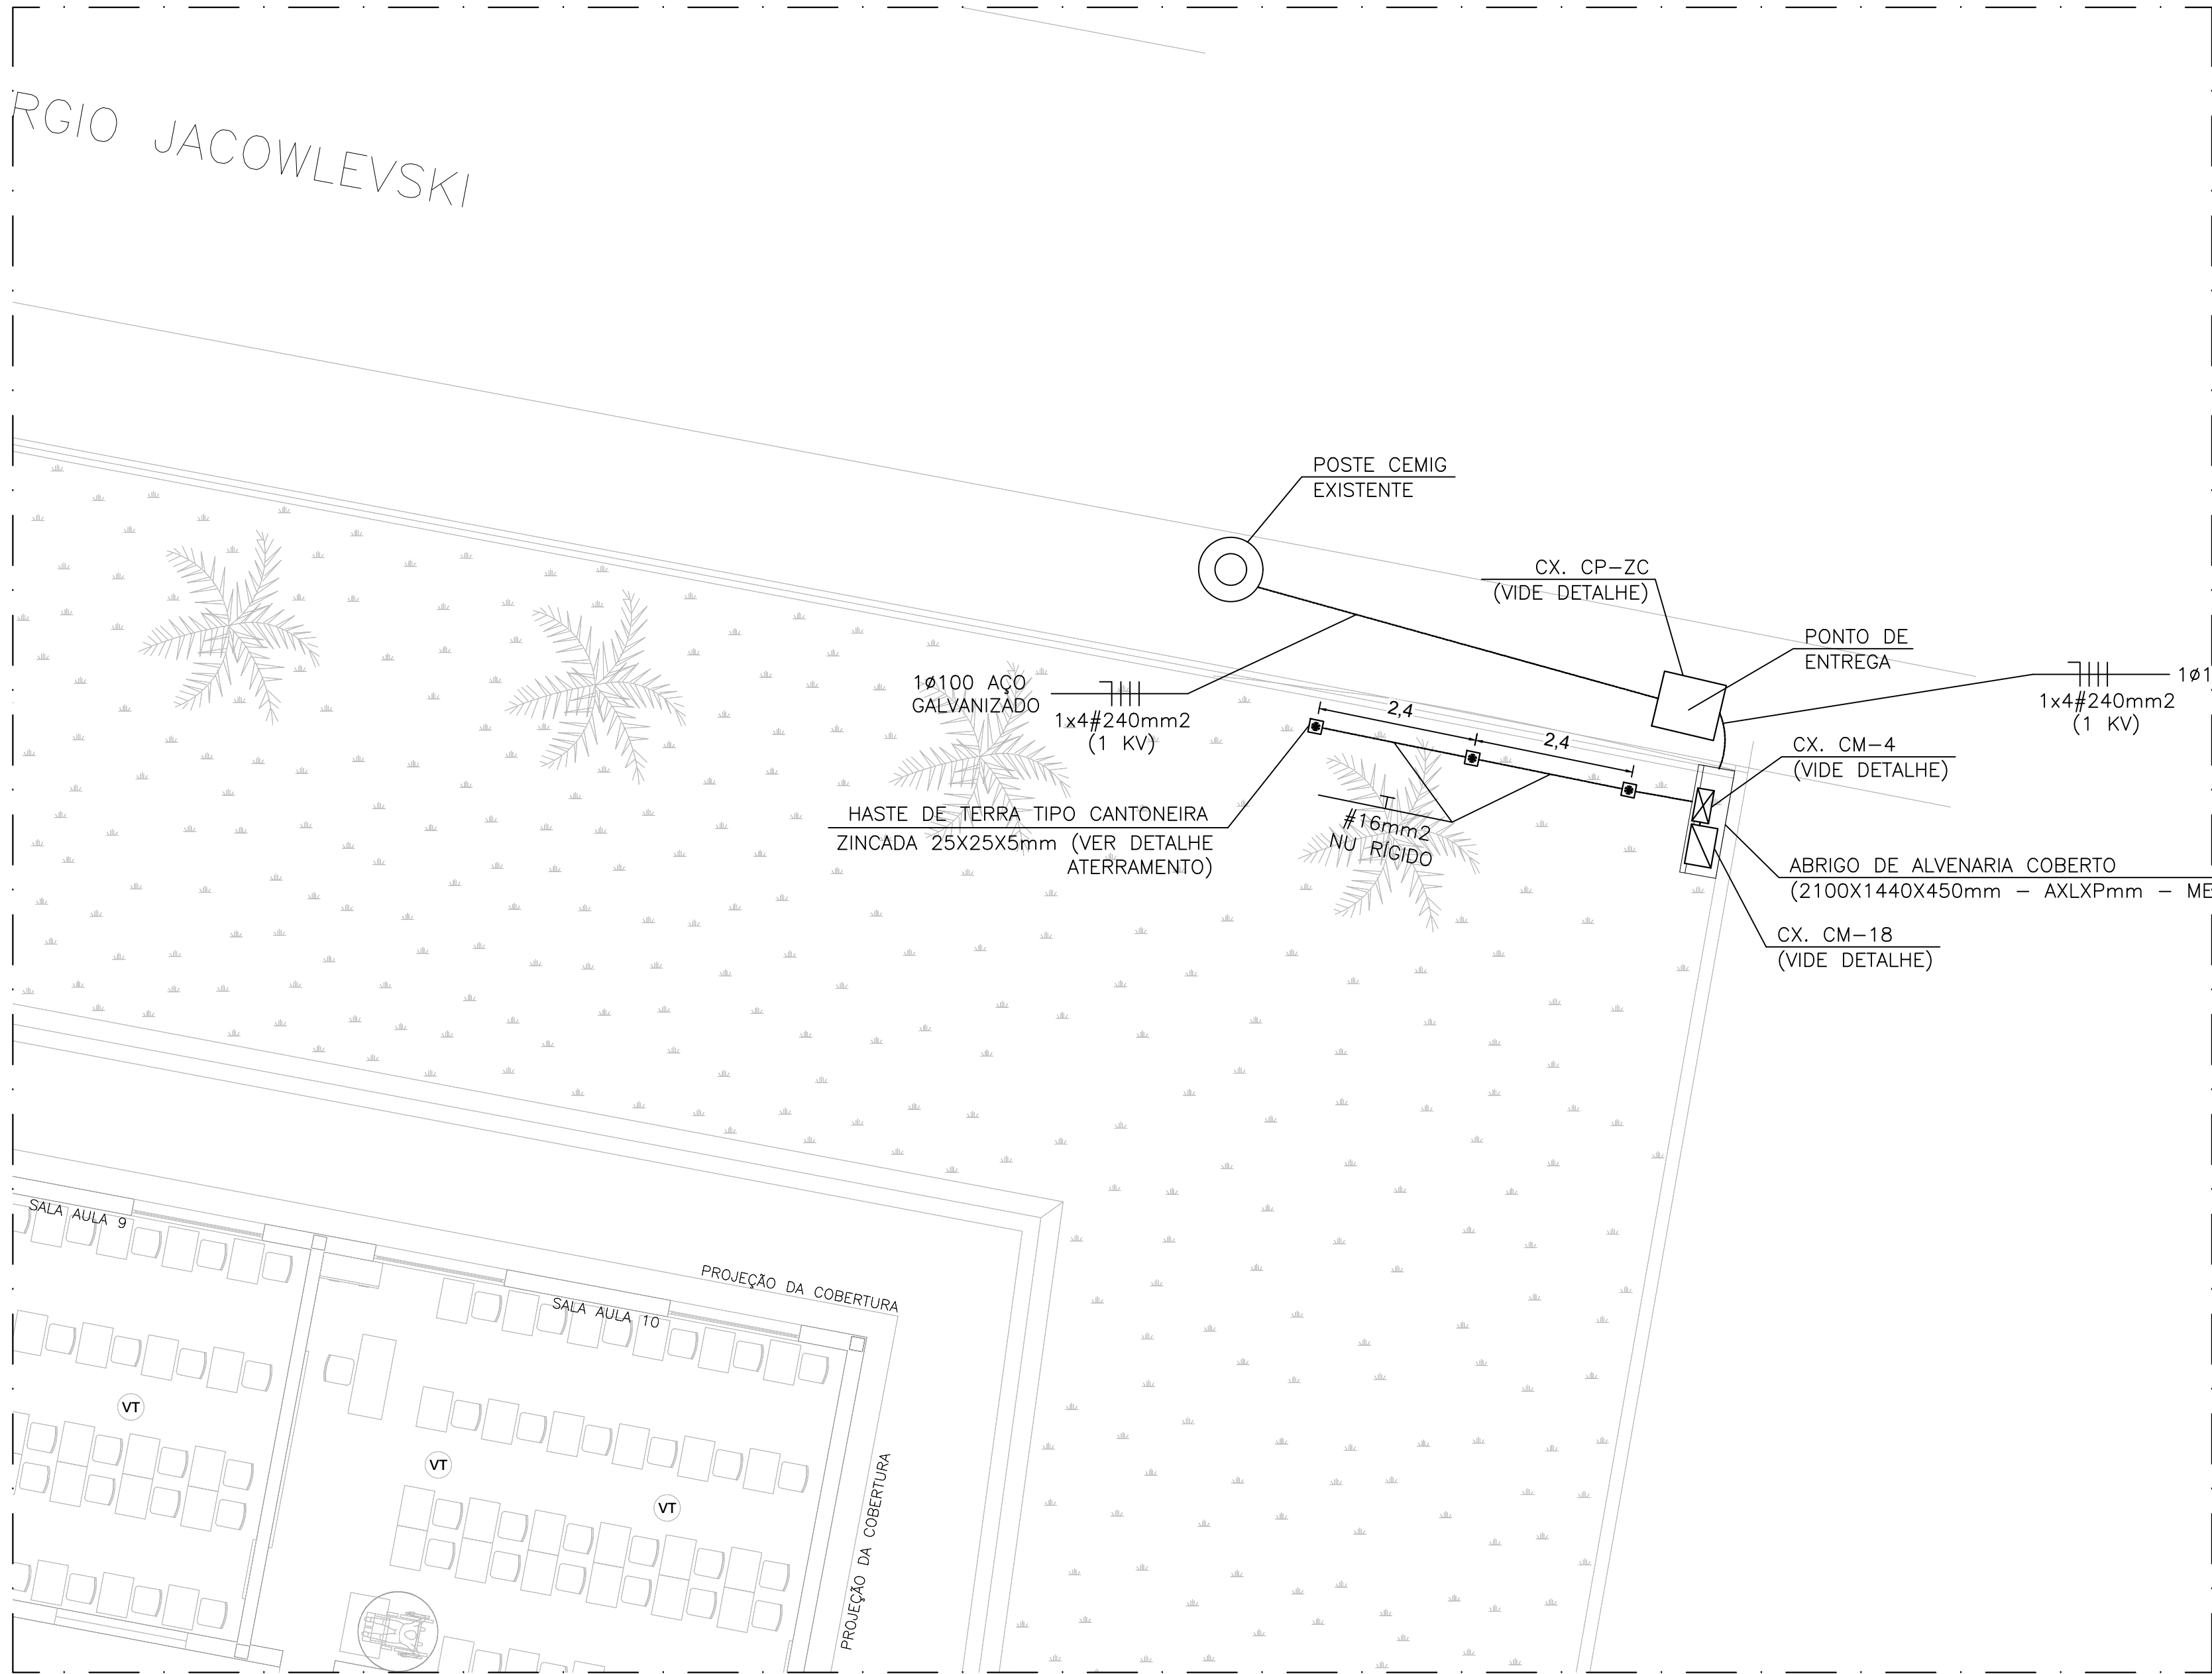 RGIO JACOWLEVSKI
POSTE CEMIG
EXISTENTE
CX. CP-ZC
(VIDE DETALHE)
PONTO DE
ENTREGA
1ø1
1x4#240mm2
(1 KV)
1ø100 AÇO
GALVANIZADO
1x4#240mm2
(1 KV)
2,4
2,4
CX. CM-4
(VIDE DETALHE)
HASTE DE TERRA TIPO CANTONEIRA
ZINCADA 25X25X5mm (VER DETALHE
ATERRAMENTO)
#16mm2
NU RÍGIDO
ABRIGO DE ALVENARIA COBERTO
(2100X1440X450mm - AXLXPmm - ME
CX. CM-18
(VIDE DETALHE)
SALA AULA 9
PROJEÇÃO DA COBERTURA
SALA AULA 10
VT
VT
VT
PROJEÇÃO DA COBERTURA